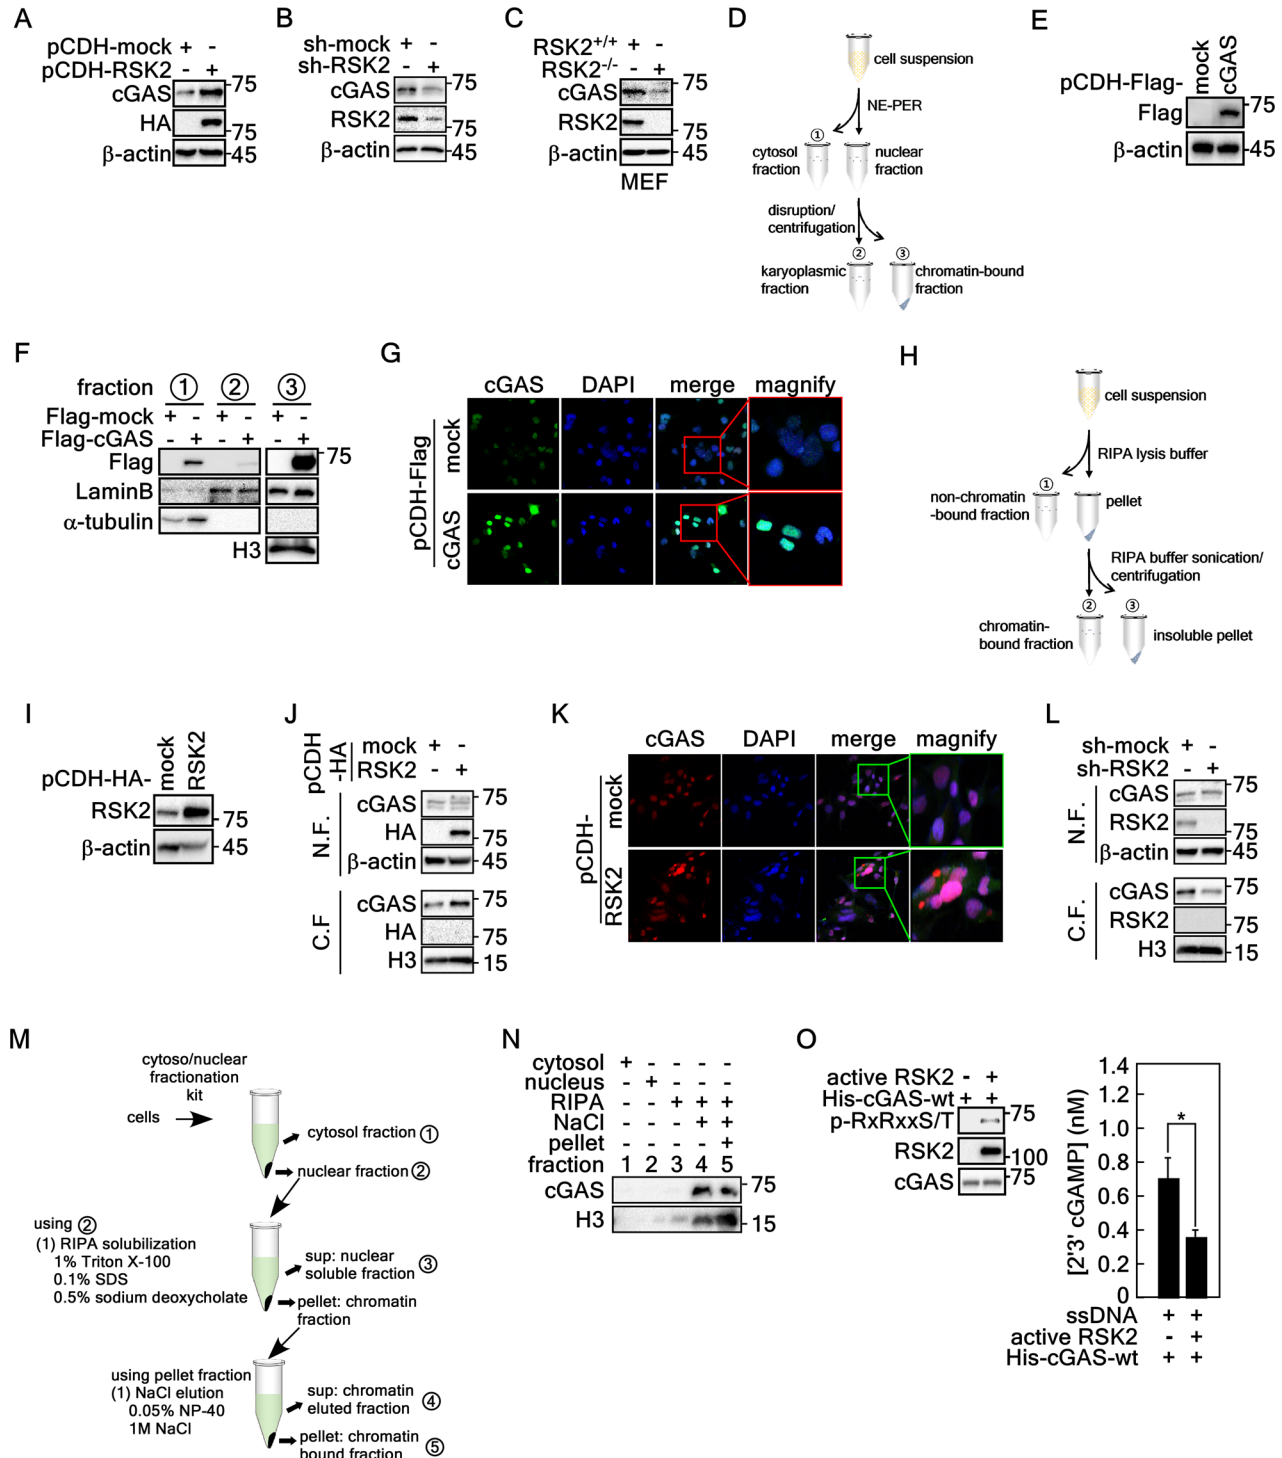 A
pCDH-mock + -
pCDH-RSK2 - +
cGAS 75
HA 75
β-actin 45
B
sh-mock + -
sh-RSK2 - +
cGAS 75
RSK2 75
β-actin 45
C
RSK2+/+ + -
RSK2-/- - +
cGAS 75
RSK2 75
β-actin 45
MEF
D
cell suspension
NE-PER
①
cytosol
fraction
nuclear
fraction
disruption/
centrifugation
② ③
karyoplasmic
fraction
chromatin-bound
fraction
E
pCDH-Flag-
mock
cGAS
Flag 75
β-actin 45
F
fraction ① ② ③
Flag-mock + - + - + -
Flag-cGAS - + - + - +
Flag 75
LaminB
α-tubulin
H3
G
cGAS DAPI merge magnify
pCDH-Flag
mock
cGAS
H
cell suspension
RIPA lysis buffer
①
non-chromatin
-bound fraction
pellet
RIPA buffer sonication/
centrifugation
② ③
chromatin-
bound fraction
insoluble pellet
I
pCDH-HA-
mock
RSK2
RSK2 75
β-actin 45
J
pCDH
-HA
mock + -
RSK2 - +
N.F.
cGAS 75
HA 75
β-actin 45
C.F
cGAS 75
HA 75
H3 15
K
cGAS DAPI merge magnify
pCDH-
mock
RSK2
L
sh-mock + -
sh-RSK2 - +
N.F.
cGAS 75
RSK2 75
β-actin 45
C.F.
cGAS 75
RSK2 75
H3 15
M
cytoso/nuclear
fractionation
kit
cells
cytosol fraction ①
nuclear fraction ②
using ②
(1) RIPA solubilization
1% Triton X-100
0.1% SDS
0.5% sodium deoxycholate
sup: nuclear
soluble fraction ③
pellet: chromatin
fraction
using pellet fraction
(1) NaCl elution
0.05% NP-40
1M NaCl
sup: chromatin
eluted fraction ④
pellet: chromatin
bound fraction ⑤
N
cytosol + - - - -
nucleus - + - - -
RIPA - - + + +
NaCl - - - + +
pellet - - - - +
fraction 1 2 3 4 5
cGAS 75
H3 15
O
active RSK2 - +
His-cGAS-wt + +
p-RxRxxS/T 75
RSK2 100
cGAS 75
[2'3' cGAMP] (nM)
1.4
1.2
1.0
0.8
0.6
0.4
0.2
0
*
ssDNA + +
active RSK2 - +
His-cGAS-wt + +